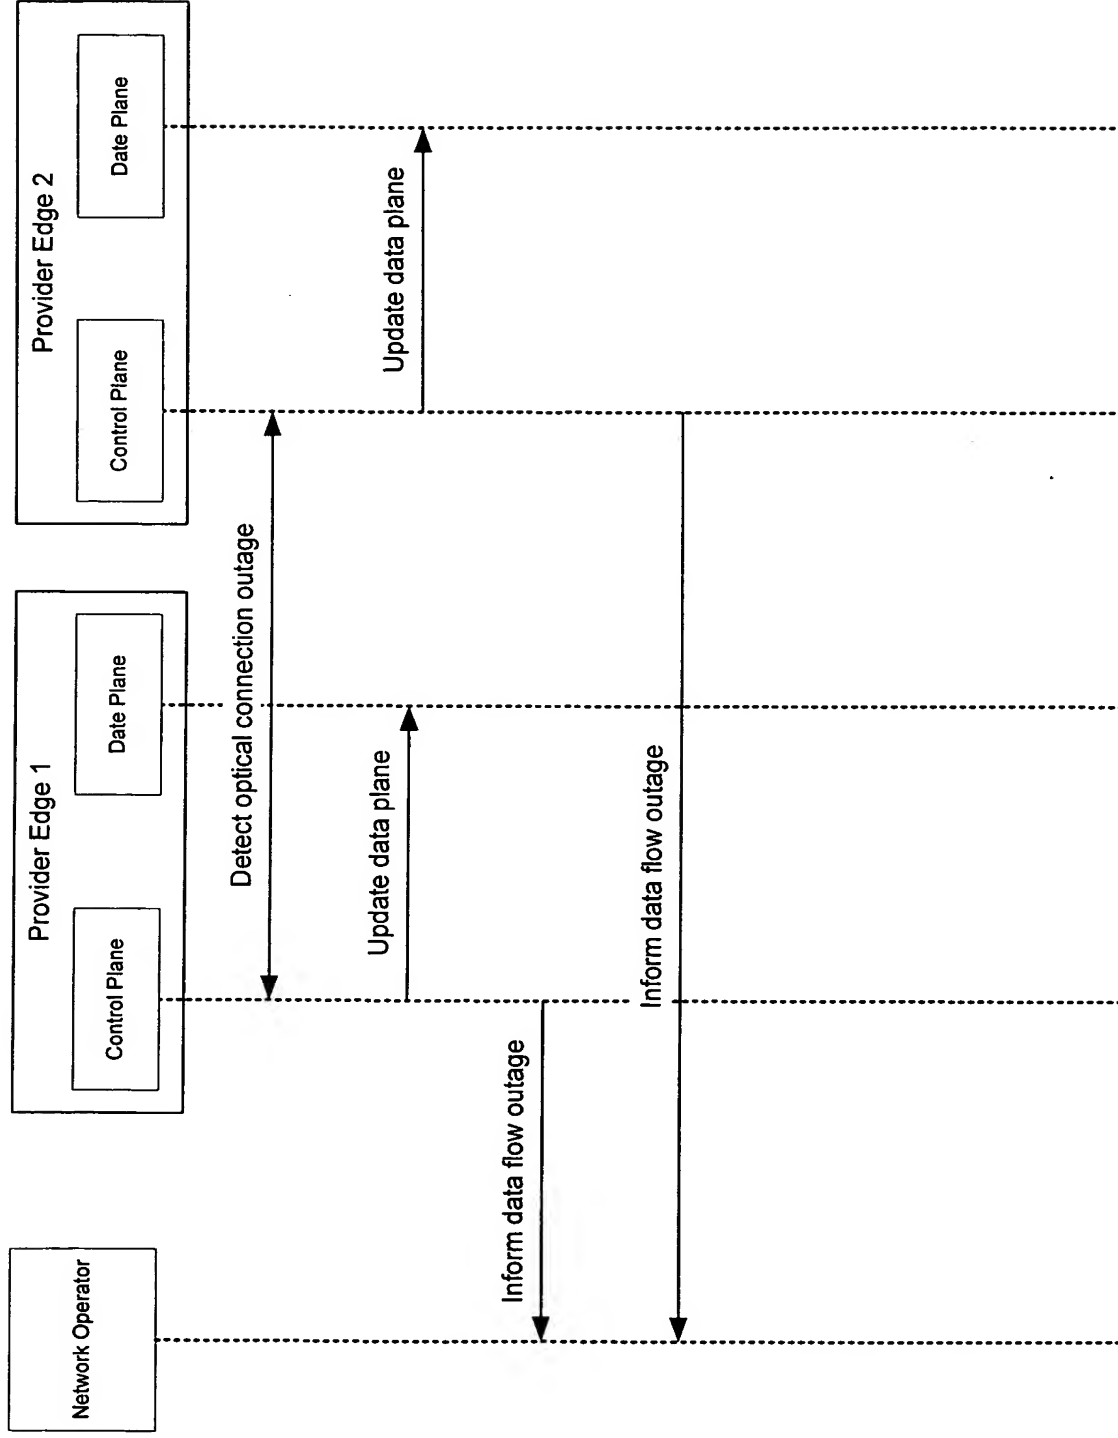 Network Operator
Provider Edge 1
Control Plane
Date Plane
Provider Edge 2
Control Plane
Date Plane
Detect optical connection outage
Update data plane
Update data plane
Inform data flow outage
Inform data flow outage